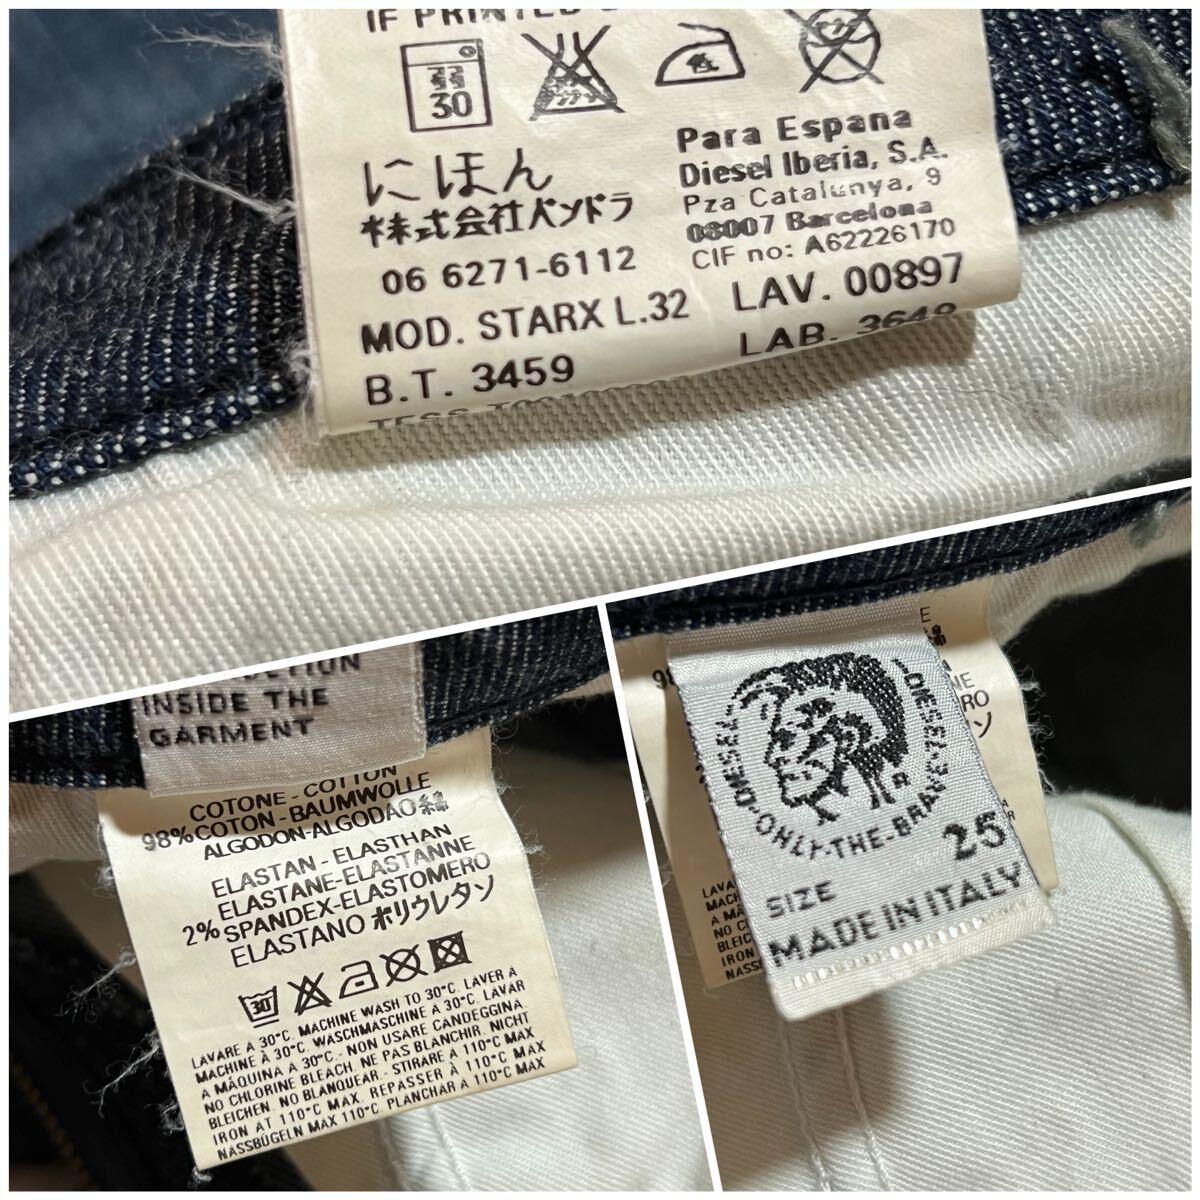 IF PRINTED
30
にほん
株式会社パンドラ
06 6271-6112
MOD. STARX L.32
B.T. 3459
Para Espana
Diesel Iberia, S.A.
Pza Catalunya, 9
08007 Barcelona
CIF no: A62226170
LAV. 00897
LAB. 3648
INSIDE THE
GARMENT
COTONE - COTTON
98% COTON - BAUMWOLLE
ALGODON-ALGODAO 綿
ELASTAN - ELASTHAN
ELASTANE-ELASTANNE
2% SPANDEX-ELASTOMERO
ELASTANO ポリウレタン
30
LAVARE A 30°C. MACHINE WASH TO 30°C. LAVER À
MACHINE À 30°C. WASCHMASCHINE A 30°C. LAVAR
A MÁQUINA A 30°C.- NON USARE CANDEGGINA.
NO CHLORINE BLEACH. NE PAS BLANCHIR. NICHT
BLEICHEN. NO BLANQUEAR. - STIRARE A 110°C MAX
IRON AT 110°C MAX. REPASSER À 110°C MAX
NASSBÜGELN MAX 110°C. PLANCHAR A 110°C MAX
DIESEL
ONLY-THE-BRAVE
DIESEL
SIZE 25
MADE IN ITALY